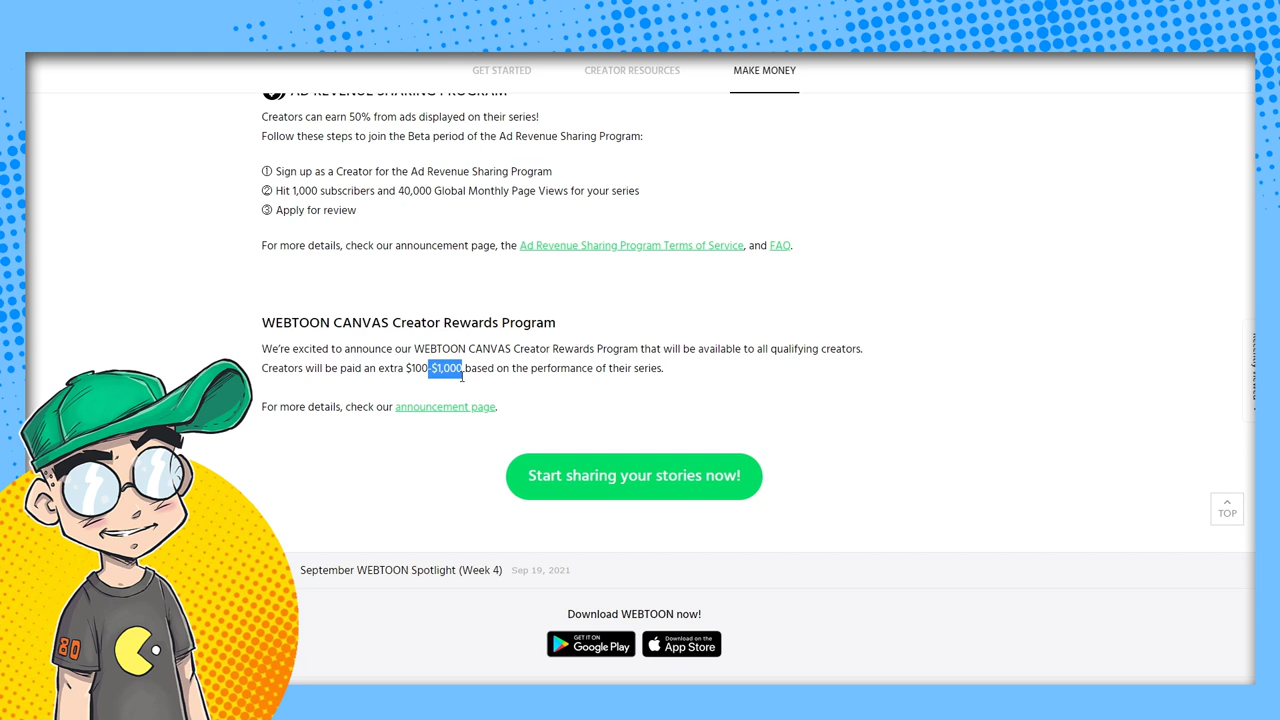 GET STARTED
CREATOR RESOURCES
MAKE MONEY
AD REVENUE SHARING PROGRAM
Creators can earn 50% from ads displayed on their series!
Follow these steps to join the Beta period of the Ad Revenue Sharing Program:
① Sign up as a Creator for the Ad Revenue Sharing Program
② Hit 1,000 subscribers and 40,000 Global Monthly Page Views for your series
③ Apply for review
For more details, check our announcement page, the Ad Revenue Sharing Program Terms of Service, and FAQ.
WEBTOON CANVAS Creator Rewards Program
We're excited to announce our WEBTOON CANVAS Creator Rewards Program that will be available to all qualifying creators.
Creators will be paid an extra $100-$1,000 based on the performance of their series.
For more details, check our announcement page.
Start sharing your stories now!
TOP
September WEBTOON Spotlight (Week 4) Sep 19, 2021
Download WEBTOON now!
GET IT ON
Google Play
Download on the
App Store
80